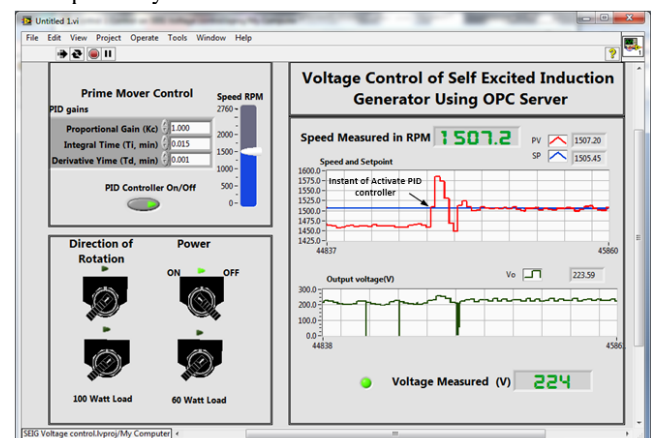 Untitled 1.vi
File Edit View Project Operate Tools Window Help
Prime Mover Control
PID gains
Speed RPM
2760
Proportional Gain (Kc) 1.000
Integral Time (Ti, min) 0.015
Derivative Yime (Td, min) 0.001
2000
1500
1000
500
0
PID Controller On/Off
Direction of
Rotation
Power
ON OFF
100 Watt Load
60 Watt Load
Voltage Control of Self Excited Induction
Generator Using OPC Server
Speed Measured in RPM 1507.2
PV 1507.20
SP 1505.45
Speed and Setpoint
1600.0
1575.0
1550.0
1525.0
1500.0
1475.0
1450.0
1425.0
Instant of Activate PID
controller
44837 45860
Output voltage(V)
Vo 223.59
300.0
200.0
100.0
0.0
44838
Voltage Measured (V) 224
SEIG Voltage control.lvproj/My Computer